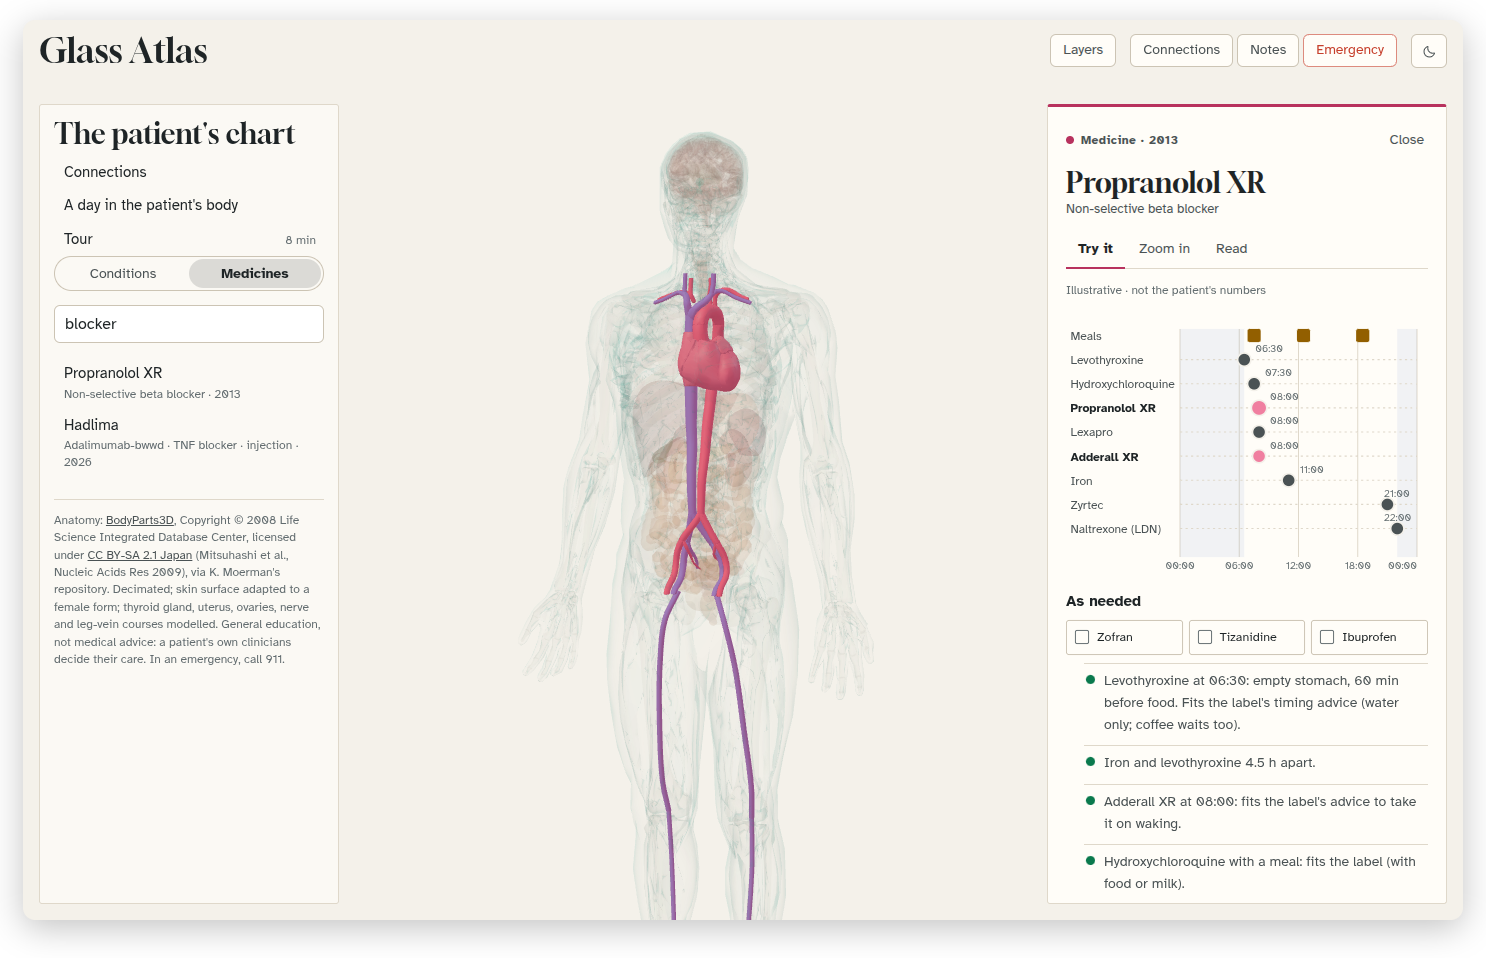 Glass Atlas
Layers
Connections
Notes
Emergency
The patient's chart
Connections
A day in the patient's body
Tour
8 min
Conditions
Medicines
blocker
Propranolol XR
Non-selective beta blocker · 2013
Hadlima
Adalimumab-bwwd · TNF blocker · injection ·
2026
Anatomy: BodyParts3D, Copyright © 2008 Life
Science Integrated Database Center, licensed
under CC BY-SA 2.1 Japan (Mitsuhashi et al.,
Nucleic Acids Res 2009), via K. Moerman's
repository. Decimated; skin surface adapted to a
female form; thyroid gland, uterus, ovaries, nerve
and leg-vein courses modelled. General education,
not medical advice: a patient's own clinicians
decide their care. In an emergency, call 911.
Medicine · 2013
Close
Propranolol XR
Non-selective beta blocker
Try it
Zoom in
Read
Illustrative · not the patient's numbers
Meals
Levothyroxine
06:30
Hydroxychloroquine
07:30
Propranolol XR
08:00
Lexapro
08:00
Adderall XR
08:00
Iron
11:00
Zyrtec
21:00
Naltrexone (LDN)
22:00
00:00
06:00
12:00
18:00
00:00
As needed
Zofran
Tizanidine
Ibuprofen
Levothyroxine at 06:30: empty stomach, 60 min
before food. Fits the label's timing advice (water
only; coffee waits too).
Iron and levothyroxine 4.5 h apart.
Adderall XR at 08:00: fits the label's advice to take
it on waking.
Hydroxychloroquine with a meal: fits the label (with
food or milk).